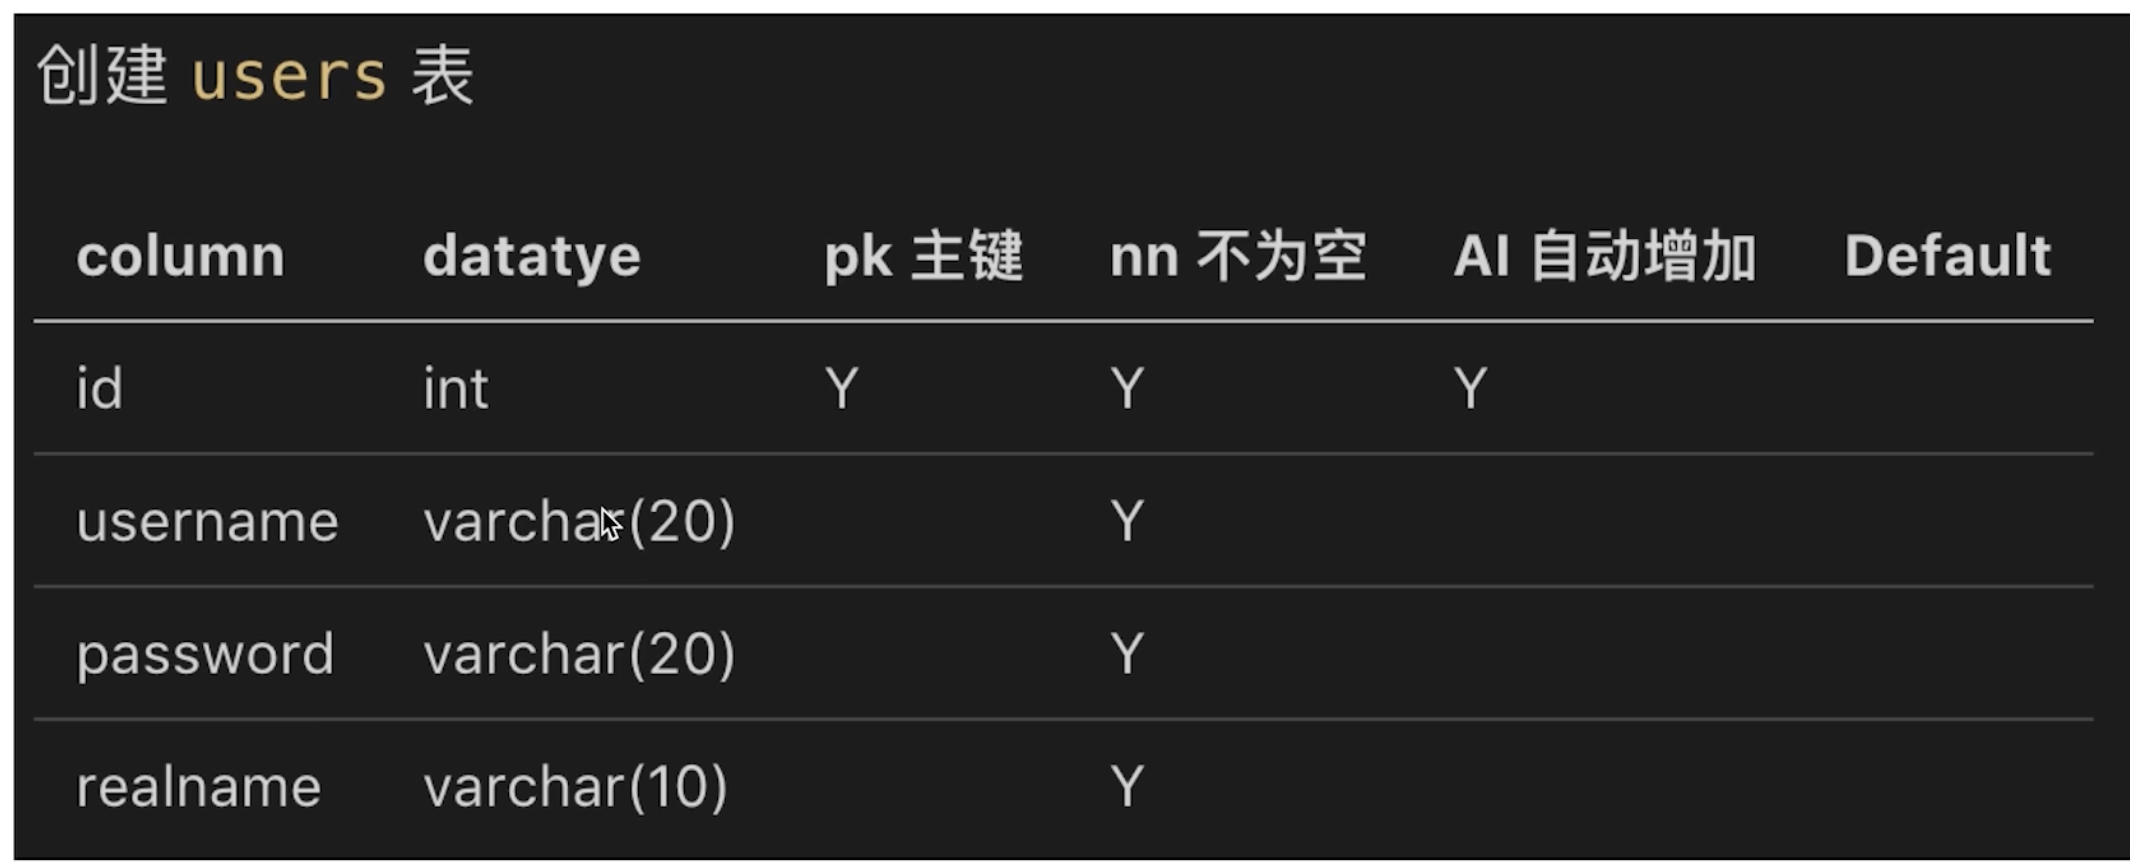 创建 users 表
column datatye pk 主键 nn 不为空 AI 自动增加 Default
id int Y Y Y
username varchar(20) Y
password varchar(20) Y
realname varchar(10) Y